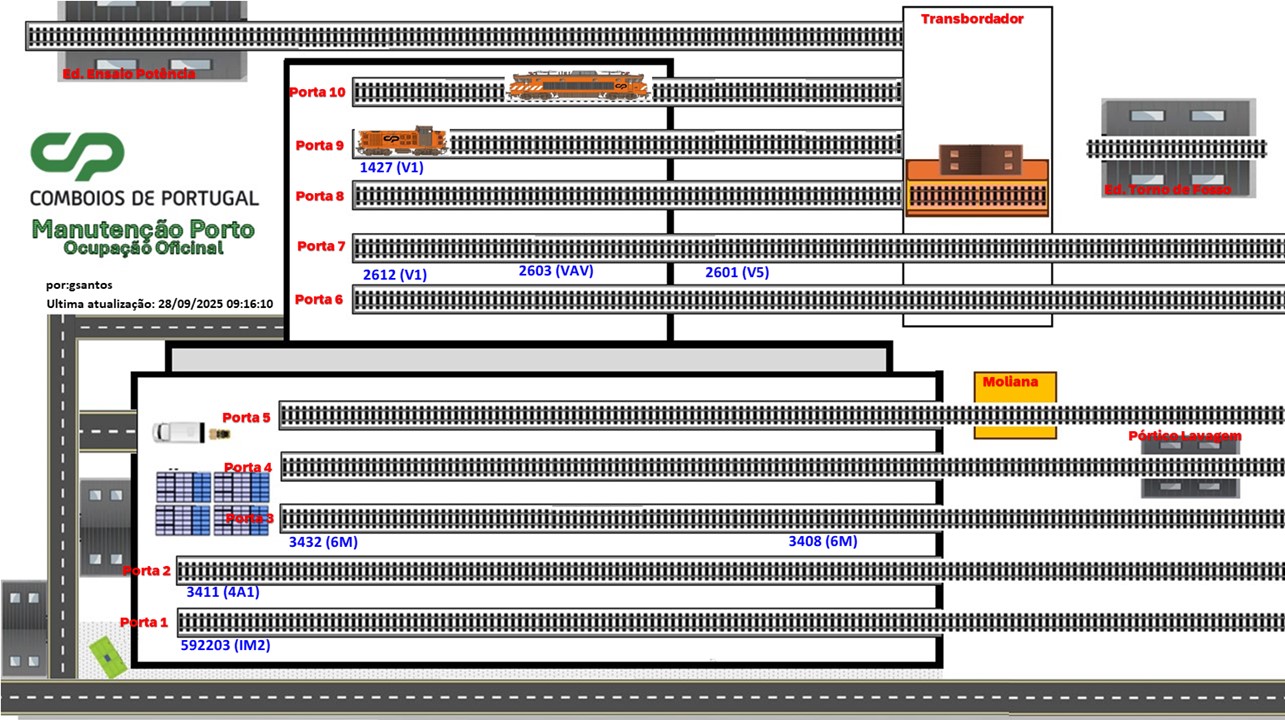 Transbordador
Ed. Ensaio Potência
Porta 10
Porta 9
1427 (V1)
COMBOIOS DE PORTUGAL
Manutenção Porto
Ocupação Oficinal
Porta 8
Ed. Torno de Fosso
Porta 7
2612 (V1)
2603 (VAV)
2601 (V5)
por:gsantos
Ultima atualização: 28/09/2025 09:16:10
Porta 6
Moliana
Porta 5
Pórtico Lavagem
Porta 4
Porta 3
3432 (6M)
3408 (6M)
Porta 2
3411 (4A1)
Porta 1
592203 (IM2)